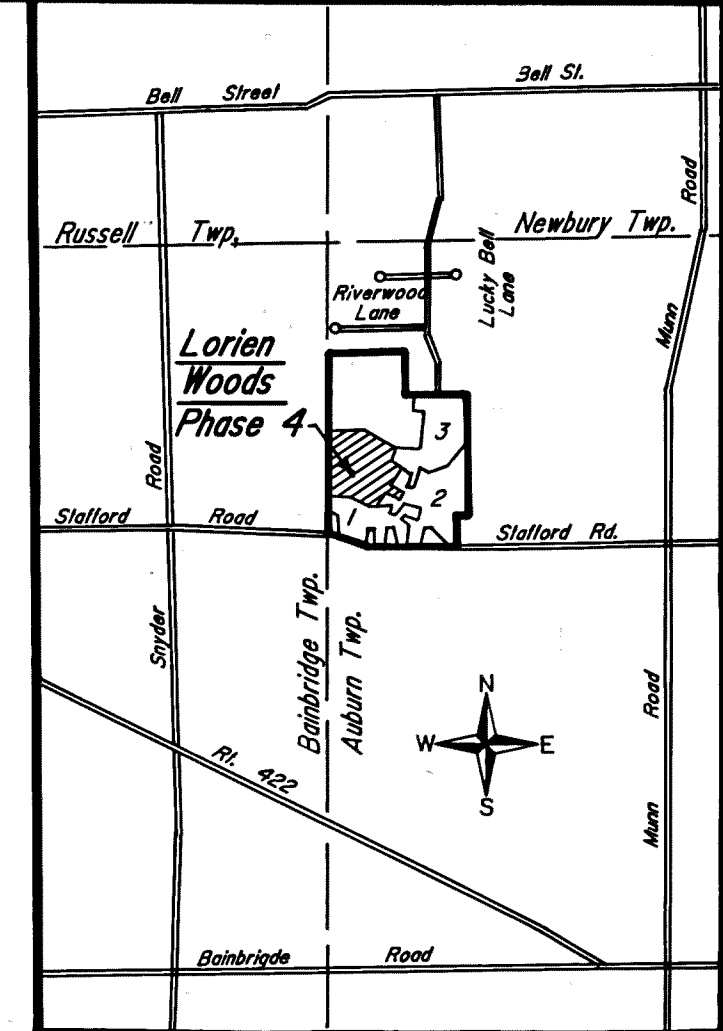 Bell Street
Bell St.
Road
Russell Twp.
Newbury Twp.
Lucky Bell
Lane
Riverwood
Lane
Munn
Lorien
Woods
Phase 4
3
2
1
Road
Stafford Road
Stafford Rd.
Snyder
Bainbridge Twp.
Auburn Twp.
N
W E
S
Road
Munn
Rt. 422
Bainbrigde Road